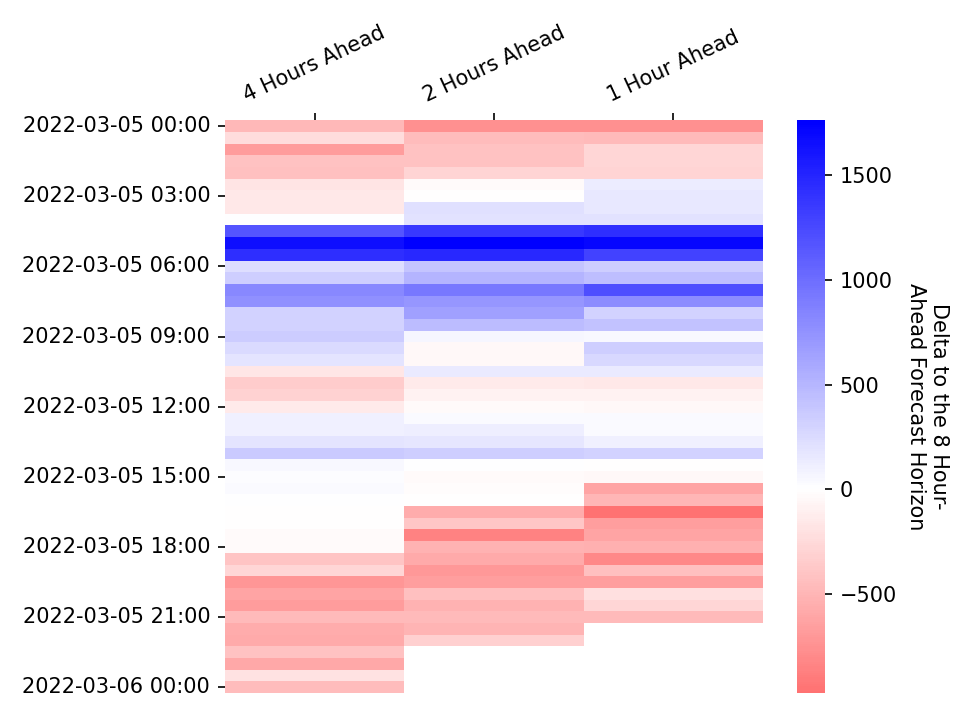 4 Hours Ahead
2 Hours Ahead
1 Hour Ahead
2022-03-05 00:00
2022-03-05 03:00
2022-03-05 06:00
2022-03-05 09:00
2022-03-05 12:00
2022-03-05 15:00
2022-03-05 18:00
2022-03-05 21:00
2022-03-06 00:00
1500
1000
500
0
−500
Delta to the 8 Hour-
Ahead Forecast Horizon